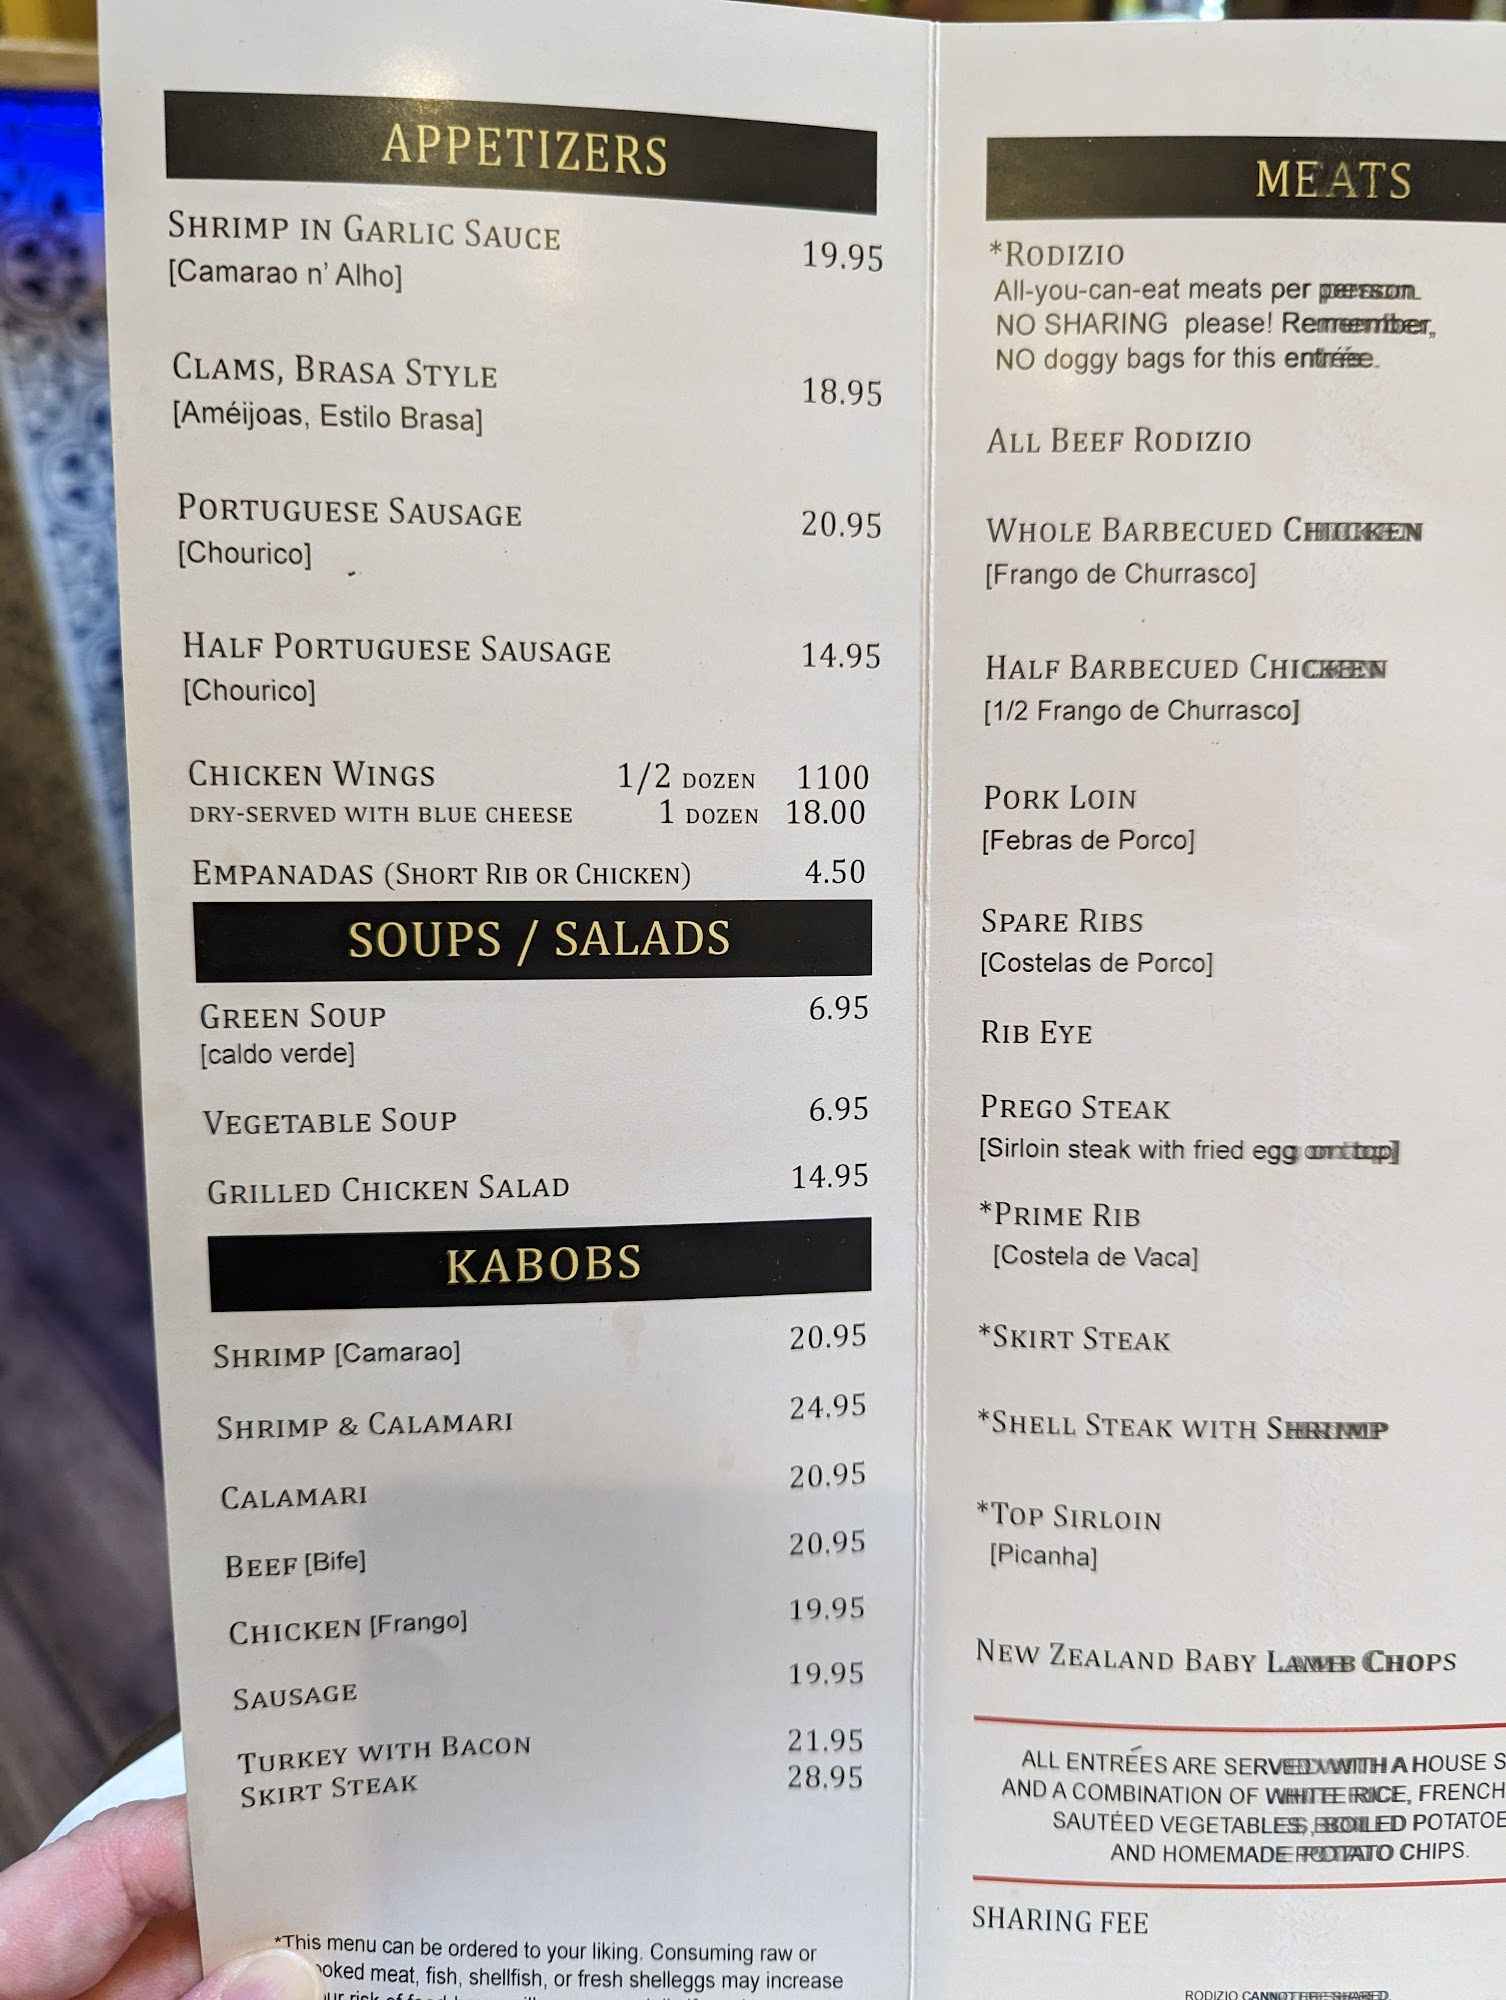 APPETIZERS
SHRIMP IN GARLIC SAUCE 19.95
[Camarao n' Alho]
CLAMS, BRASA STYLE 18.95
[Améijoas, Estilo Brasa]
PORTUGUESE SAUSAGE 20.95
[Chourico]
HALF PORTUGUESE SAUSAGE 14.95
[Chourico]
CHICKEN WINGS 1/2 DOZEN 1100
DRY-SERVED WITH BLUE CHEESE 1 DOZEN 18.00
EMPANADAS (SHORT RIB OR CHICKEN) 4.50
SOUPS / SALADS
GREEN SOUP 6.95
[caldo verde]
VEGETABLE SOUP 6.95
GRILLED CHICKEN SALAD 14.95
KABOBS
SHRIMP [Camarao] 20.95
SHRIMP & CALAMARI 24.95
CALAMARI 20.95
BEEF [Bife] 20.95
CHICKEN [Frango] 19.95
SAUSAGE 19.95
TURKEY WITH BACON 21.95
SKIRT STEAK 28.95
*This menu can be ordered to your liking. Consuming raw or
meat, fish, shellfish, or fresh shelleggs may increase
MEATS
*RODIZIO
All-you-can-eat meats per person.
NO SHARING please! Remember,
NO doggy bags for this entrée.
ALL BEEF RODIZIO
WHOLE BARBECUED CHICKEN
[Frango de Churrasco]
HALF BARBECUED CHICKEN
[1/2 Frango de Churrasco]
PORK LOIN
[Febras de Porco]
SPARE RIBS
[Costelas de Porco]
RIB EYE
PREGO STEAK
[Sirloin steak with fried egg on top]
*PRIME RIB
[Costela de Vaca]
*SKIRT STEAK
*SHELL STEAK WITH SHRIMP
*TOP SIRLOIN
[Picanha]
NEW ZEALAND BABY LAMB CHOPS
ALL ENTRÉES ARE SERVED WITH A HOUSE S
AND A COMBINATION OF WHITE RICE, FRENCH
SAUTÉED VEGETABLES, BOILED POTATOE
AND HOMEMADE POTATO CHIPS.
SHARING FEE
RODIZIO CANNOT BE SHARED.